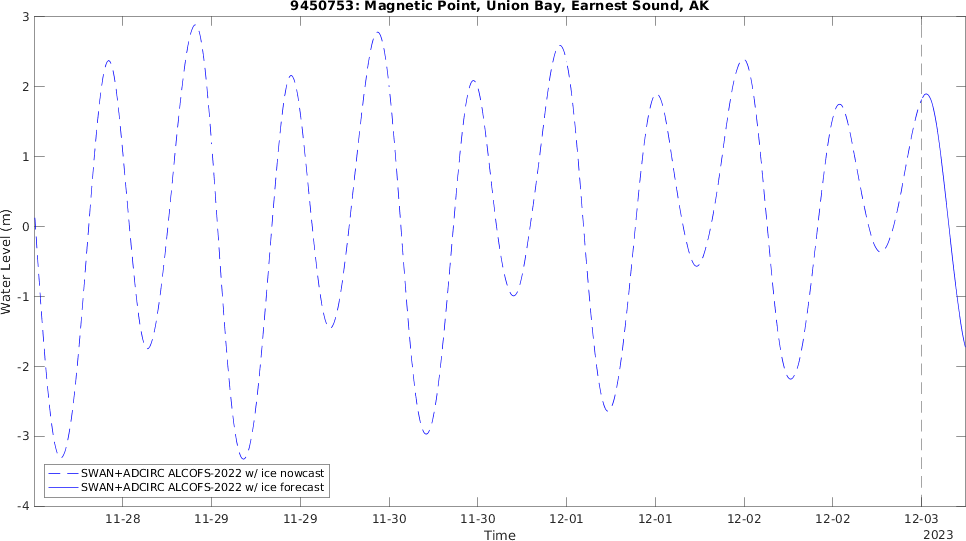 9450753: Magnetic Point, Union Bay, Earnest Sound, AK
3
2
1
0
-1
-2
-3
-4
Water Level (m)
SWAN+ADCIRC ALCOFS-2022 w/ ice nowcast
SWAN+ADCIRC ALCOFS-2022 w/ ice forecast
11-28 11-29 11-29 11-30 11-30 12-01 12-01 12-02 12-02 12-03
2023
Time